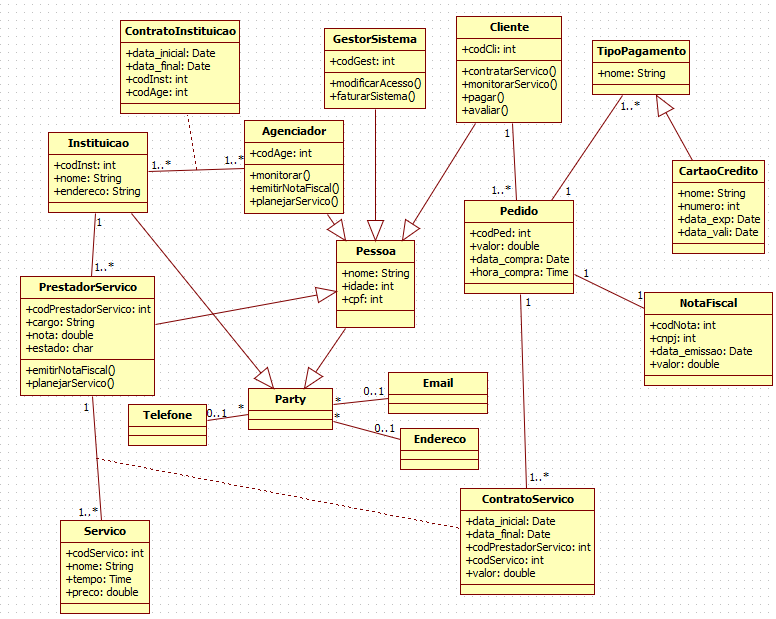 ContratoInstituicao
+data_inicial: Date
+data_final: Date
+codInst: int
+codAge: int
GestorSistema
+codGest: int
+modificarAcesso()
+faturarSistema()
Cliente
+codCli: int
+contratarServico()
+monitorarServico()
+pagar()
+avaliar()
TipoPagamento
+nome: String
1..*
Instituicao
+codInst: int
+nome: String
+endereco: String
1..*
1..*
Agenciador
+codAge: int
+monitorar()
+emitirNotaFiscal()
+planejarServico()
1
1..*
1
CartaoCredito
+nome: String
+numero: int
+data_exp: Date
+data_vali: Date
Pedido
+codPed: int
+valor: double
+data_compra: Date
+hora_compra: Time
1
1..*
Pessoa
+nome: String
+idade: int
+cpf: int
PrestadorServico
+codPrestadorServico: int
+cargo: String
+nota: double
+estado: char
+emitirNotaFiscal()
+planejarServico()
1
1
1
NotaFiscal
+codNota: int
+cnpj: int
+data_emissao: Date
+valor: double
Telefone
0..1
*
Party
*
0..1
Email
*
0..1
Endereco
1
1..*
1..*
Servico
+codServico: int
+nome: String
+tempo: Time
+preco: double
ContratoServico
+data_inicial: Date
+data_final: Date
+codPrestadorServico: int
+codServico: int
+valor: double